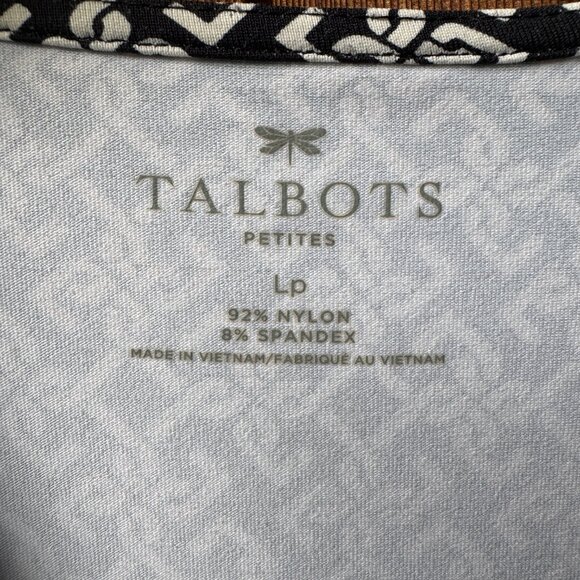 TALBOTS
PETITES
Lp
92% NYLON
8% SPANDEX
MADE IN VIETNAM/FABRIQUÉ AU VIETNAM